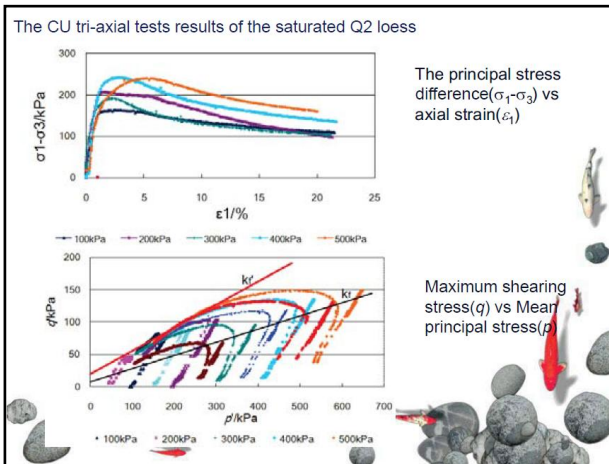 The CU tri-axial tests results of the saturated Q2 loess
300
200
100
0
σ1-σ3/kPa
0 5 10 15 20 25
ε1/%
100kPa 200kPa 300kPa 400kPa 500kPa
The principal stress
difference(σ1-σ3) vs
axial strain(ε1)
200
150
100
50
0
q/kPa
kf'
kf
0 100 200 300 400 500 600 700
p'/kPa
100kPa 200kPa 300kPa 400kPa 500kPa
Maximum shearing
stress(q) vs Mean
principal stress(p)